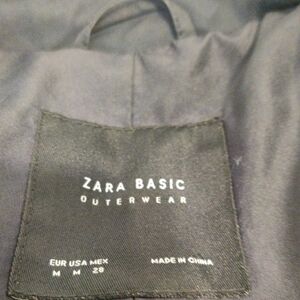 ZARA BASIC
OUTERWEAR
EUR USA MEX MADE IN CHINA
M M 28